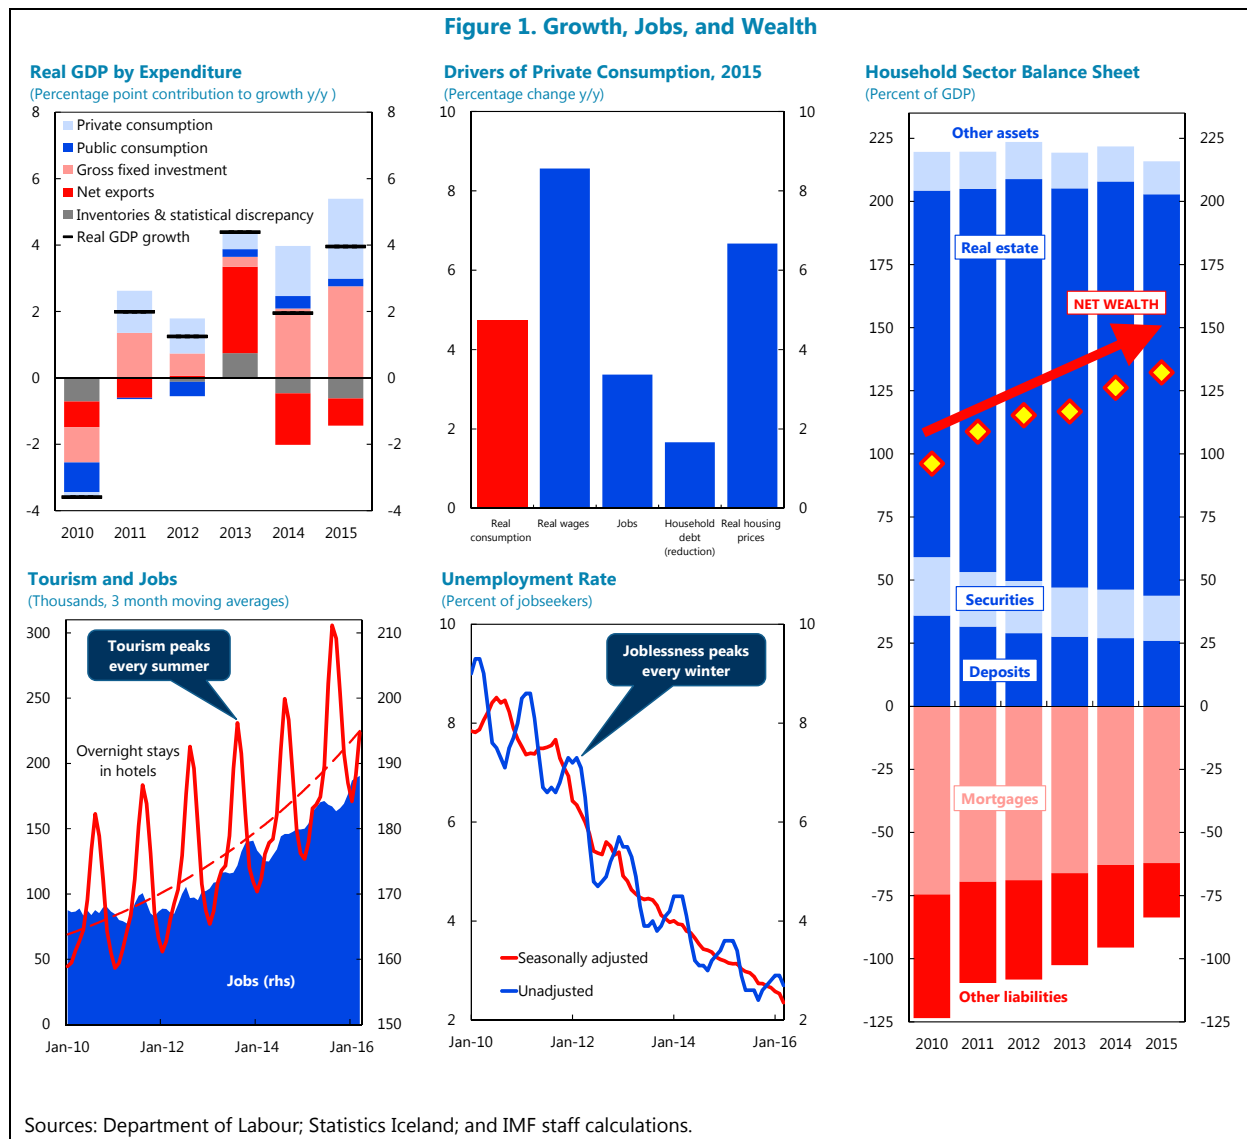 Figure 1. Growth, Jobs, and Wealth
Real GDP by Expenditure
(Percentage point contribution to growth y/y )
8
6
4
2
0
-2
-4
8
6
4
2
0
-2
-4
Private consumption
Public consumption
Gross fixed investment
Net exports
Inventories & statistical discrepancy
Real GDP growth
2010 2011 2012 2013 2014 2015
Drivers of Private Consumption, 2015
(Percentage change y/y)
10
8
6
4
2
0
10
8
6
4
2
0
Real
consumption
Real wages
Jobs
Household
debt
(reduction)
Real housing
prices
Household Sector Balance Sheet
(Percent of GDP)
225
200
175
150
125
100
75
50
25
0
-25
-50
-75
-100
-125
225
200
175
150
125
100
75
50
25
0
-25
-50
-75
-100
-125
Other assets
Real estate
NET WEALTH
Securities
Deposits
Mortgages
Other liabilities
2010 2011 2012 2013 2014 2015
Tourism and Jobs
(Thousands, 3 month moving averages)
300
250
200
150
100
50
0
210
200
190
180
170
160
150
Tourism peaks
every summer
Overnight stays
in hotels
Jobs (rhs)
Jan-10 Jan-12 Jan-14 Jan-16
Unemployment Rate
(Percent of jobseekers)
10
8
6
4
2
10
8
6
4
2
Joblessness peaks
every winter
Seasonally adjusted
Unadjusted
Jan-10 Jan-12 Jan-14 Jan-16
Sources: Department of Labour; Statistics Iceland; and IMF staff calculations.